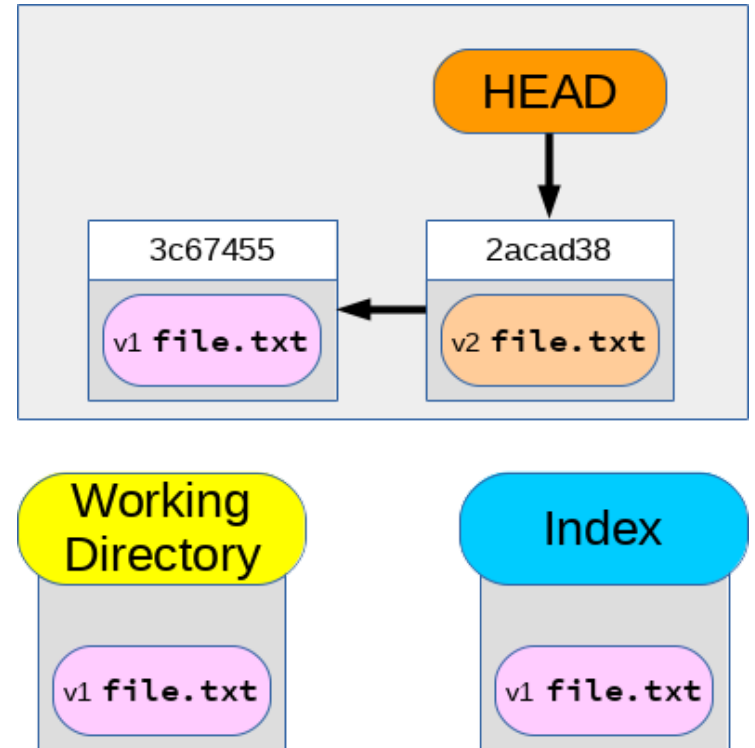 HEAD
3c67455
2acad38
v1 file.txt
v2 file.txt
Working
Directory
Index
v1 file.txt
v1 file.txt